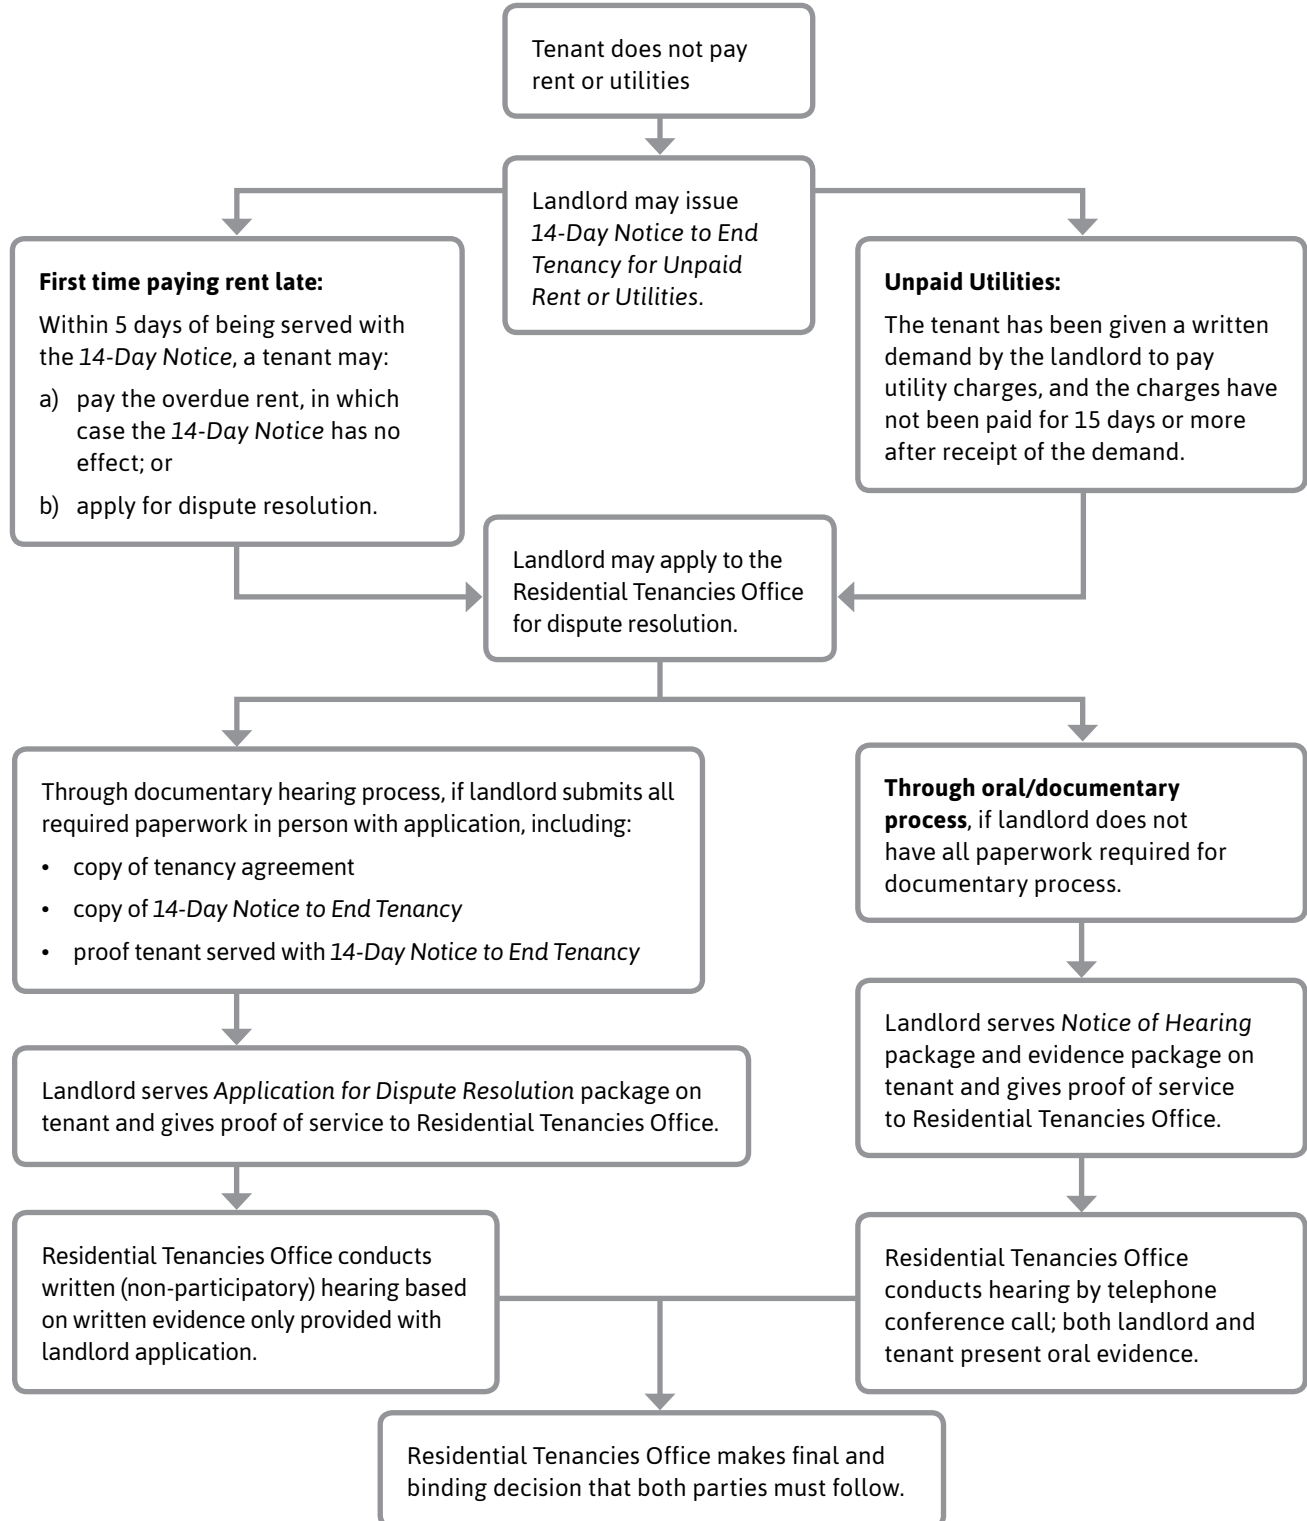 Tenant does not pay
rent or utilities
Landlord may issue
14-Day Notice to End
Tenancy for Unpaid
Rent or Utilities.
First time paying rent late:
Within 5 days of being served with
the 14-Day Notice, a tenant may:
a) pay the overdue rent, in which
case the 14-Day Notice has no
effect; or
b) apply for dispute resolution.
Unpaid Utilities:
The tenant has been given a written
demand by the landlord to pay
utility charges, and the charges have
not been paid for 15 days or more
after receipt of the demand.
Landlord may apply to the
Residential Tenancies Office
for dispute resolution.
Through documentary hearing process, if landlord submits all
required paperwork in person with application, including:
• copy of tenancy agreement
• copy of 14-Day Notice to End Tenancy
• proof tenant served with 14-Day Notice to End Tenancy
Through oral/documentary
process, if landlord does not
have all paperwork required for
documentary process.
Landlord serves Application for Dispute Resolution package on
tenant and gives proof of service to Residential Tenancies Office.
Landlord serves Notice of Hearing
package and evidence package on
tenant and gives proof of service
to Residential Tenancies Office.
Residential Tenancies Office conducts
written (non-participatory) hearing based
on written evidence only provided with
landlord application.
Residential Tenancies Office
conducts hearing by telephone
conference call; both landlord and
tenant present oral evidence.
Residential Tenancies Office makes final and
binding decision that both parties must follow.